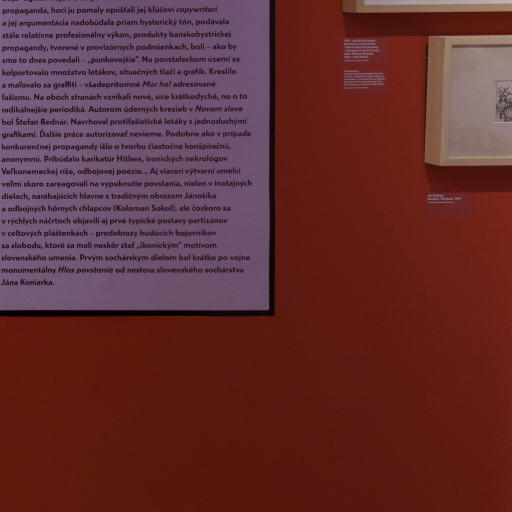 propaganda, hoci ju pomely opúšťali jej kľúčoví copywriteri
a jej argumentácia nadobúdala priam hysterický tón, podávala
stále relatívne profesionálny výkon, produkty banskobystrickej
propagandy, tvorené v provizórnych podmienkach, boli – ako by
sme to dnes povedali – „punkovejšie". Na povstaleckom území sa
kolportovalo množstvo letákov, situačných tlačí a grafík. Kreslilo
a maľovalo sa graffiti – všadeprítomné Mor ho! adresované
fašizmu. Na oboch stranách vznikali nové, síce krátkodyché, no o to
radikálnejšie periodiká. Autorom úderných kresieb v Novom slove
bol Štefan Bednár. Navrhoval protifašistické letáky s jednoduchými
grafikami. Ďalšie práce autorizovať nevieme. Podobne ako v prípade
konkurenčnej propagandy išlo o tvorbu čiastočne konšpiračnú,
anonymnú. Pribúdalo karikatúr Hitlera, ironických nekrológov
Veľkonemeckej ríše, odbojovej poézie... Aj viacerí výtvarní umelci
veľmi skoro zareagovali na vypuknutie povstania, nielen v inotajných
dielach, narábajúcich hlavne s tradičným obrazom Jánošíka
a odbojných hôrnych chlapcov (Koloman Sokol), ale čoskoro sa
v rýchlych náčrtoch objavili aj prvé typické postavy partizánov
v celtových pláštenkách – predobrazy budúcich bojovníkov
za slobodu, ktoré sa mali neskôr stať „ikonickým" motívom
slovenského umenia. Prvým sochárskym dielom bol krátko po vojne
monumentálny Hlas povstania od nestora slovenského sochárstva
Jána Koniarka.